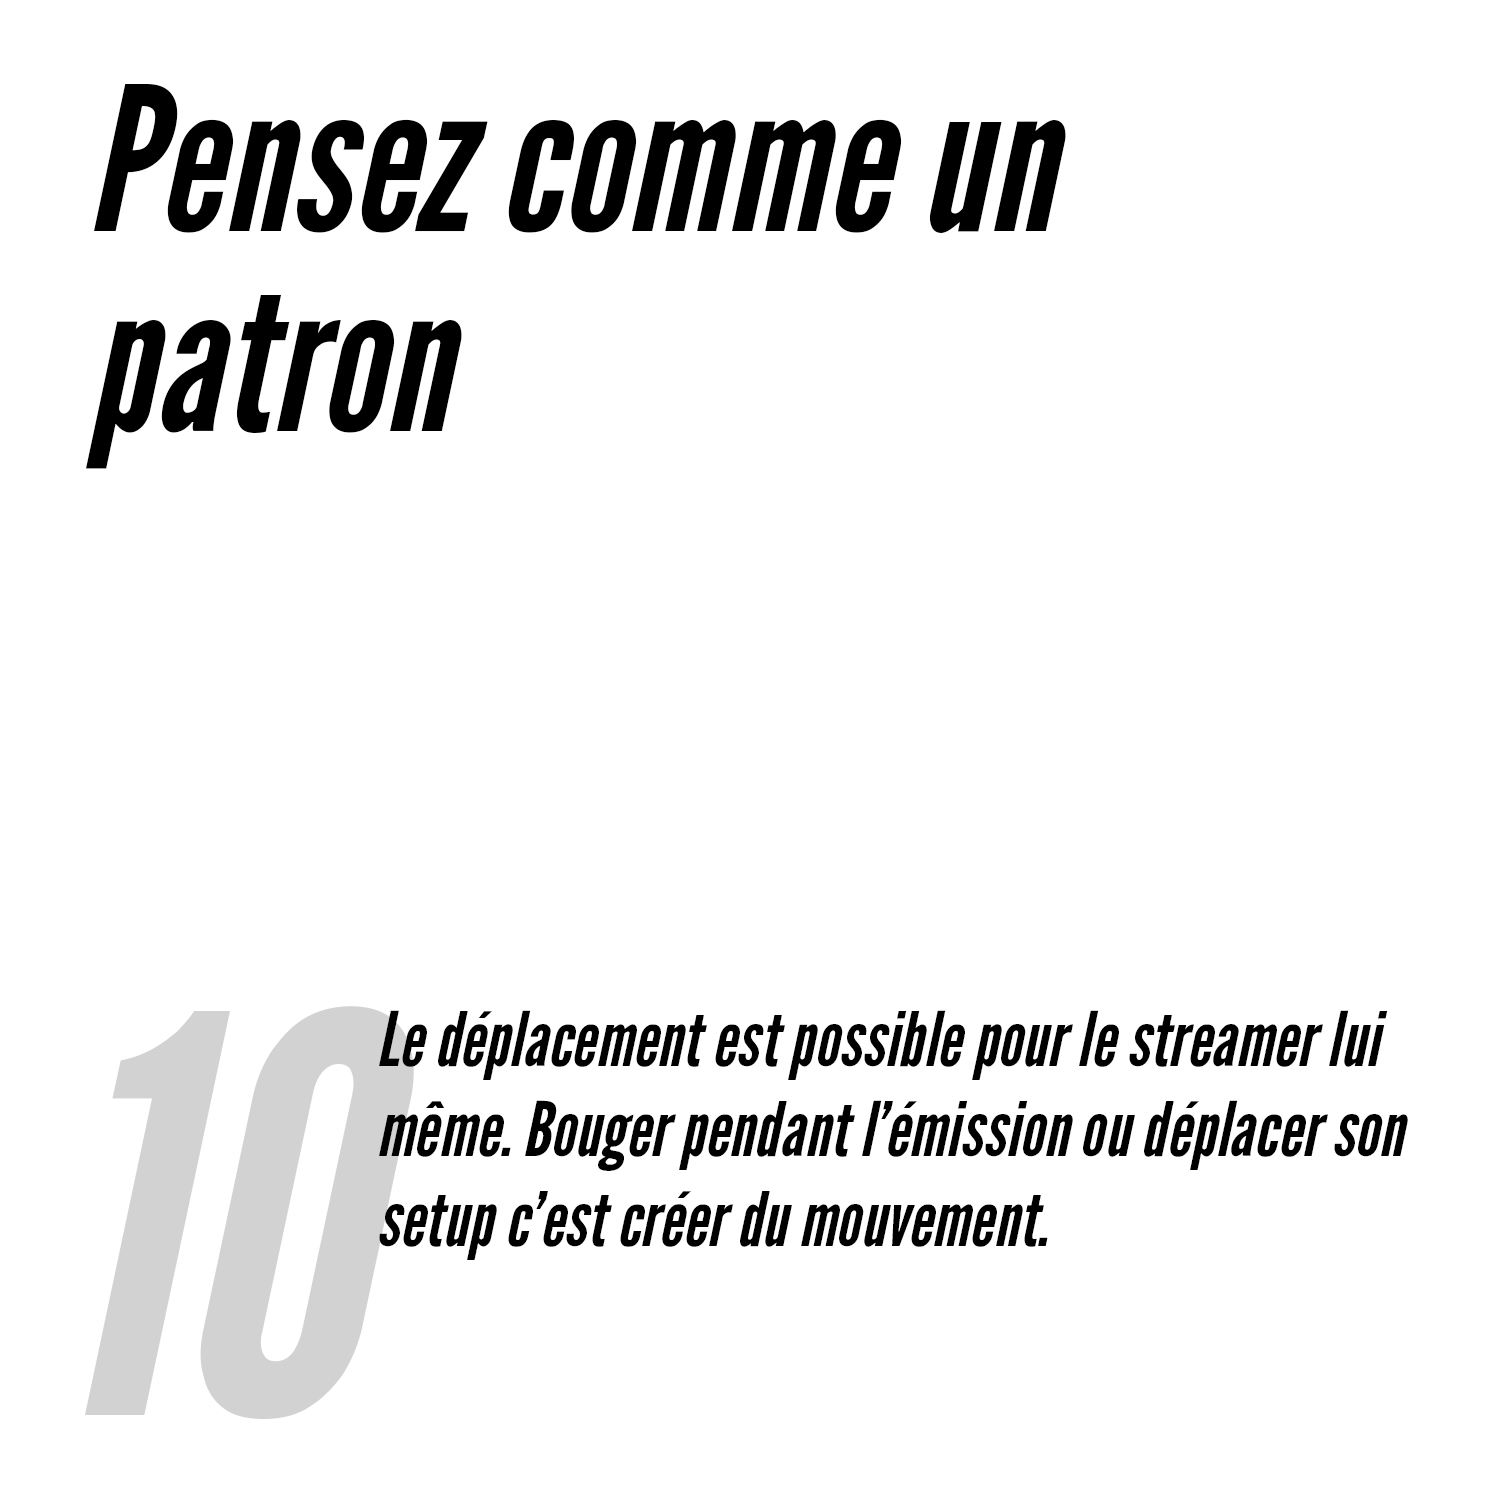 Pensez comme un
patron
10
Le déplacement est possible pour le streamer lui
même. Bouger pendant l’émission ou déplacer son
setup c’est créer du mouvement.